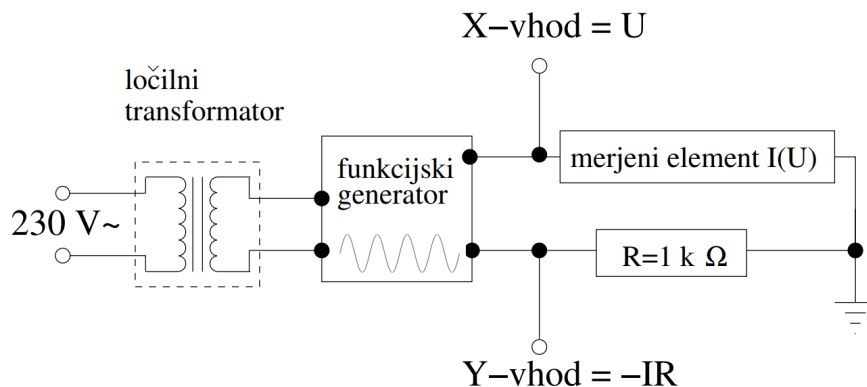 X−vhod = U
ločilni
transformator
funkcijski
generator
merjeni element I(U)
230 V~
R=1 k Ω
Y−vhod = −IR